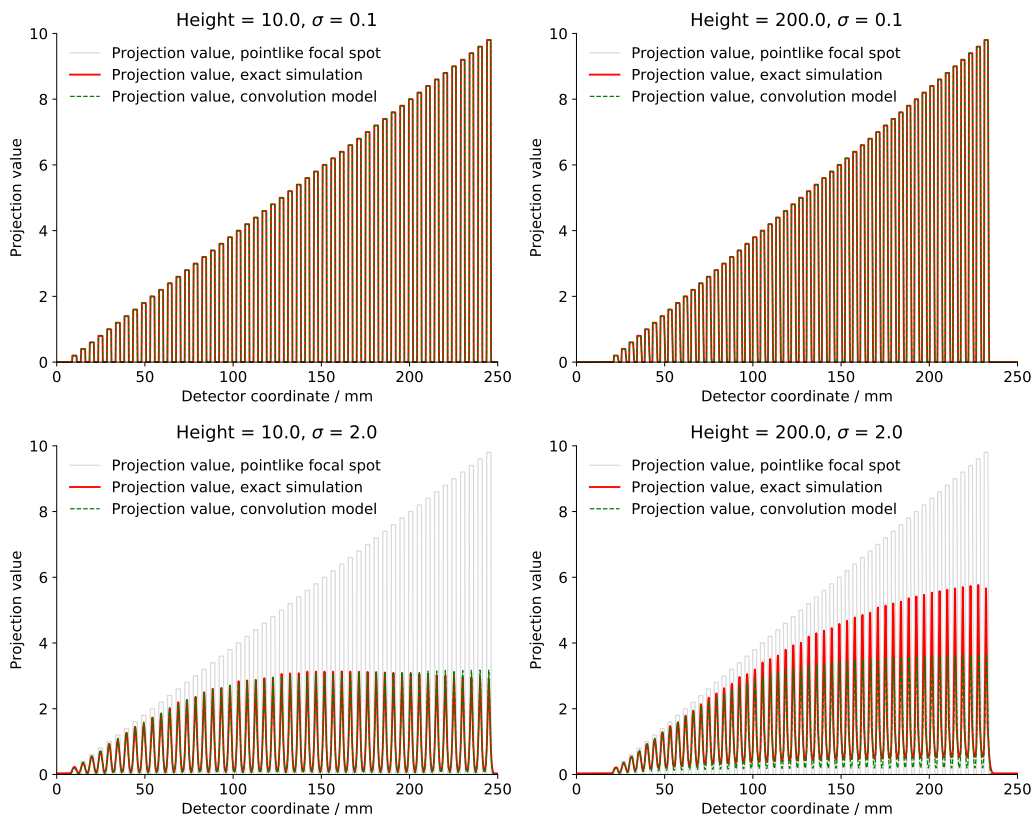 Height = 10.0, σ = 0.1
10
8
6
4
2
0
Projection value
Projection value, pointlike focal spot
Projection value, exact simulation
Projection value, convolution model
0 50 100 150 200 250
Detector coordinate / mm
Height = 200.0, σ = 0.1
10
8
6
4
2
0
Projection value
Projection value, pointlike focal spot
Projection value, exact simulation
Projection value, convolution model
0 50 100 150 200 250
Detector coordinate / mm
Height = 10.0, σ = 2.0
10
8
6
4
2
0
Projection value
Projection value, pointlike focal spot
Projection value, exact simulation
Projection value, convolution model
0 50 100 150 200 250
Detector coordinate / mm
Height = 200.0, σ = 2.0
10
8
6
4
2
0
Projection value
Projection value, pointlike focal spot
Projection value, exact simulation
Projection value, convolution model
0 50 100 150 200 250
Detector coordinate / mm